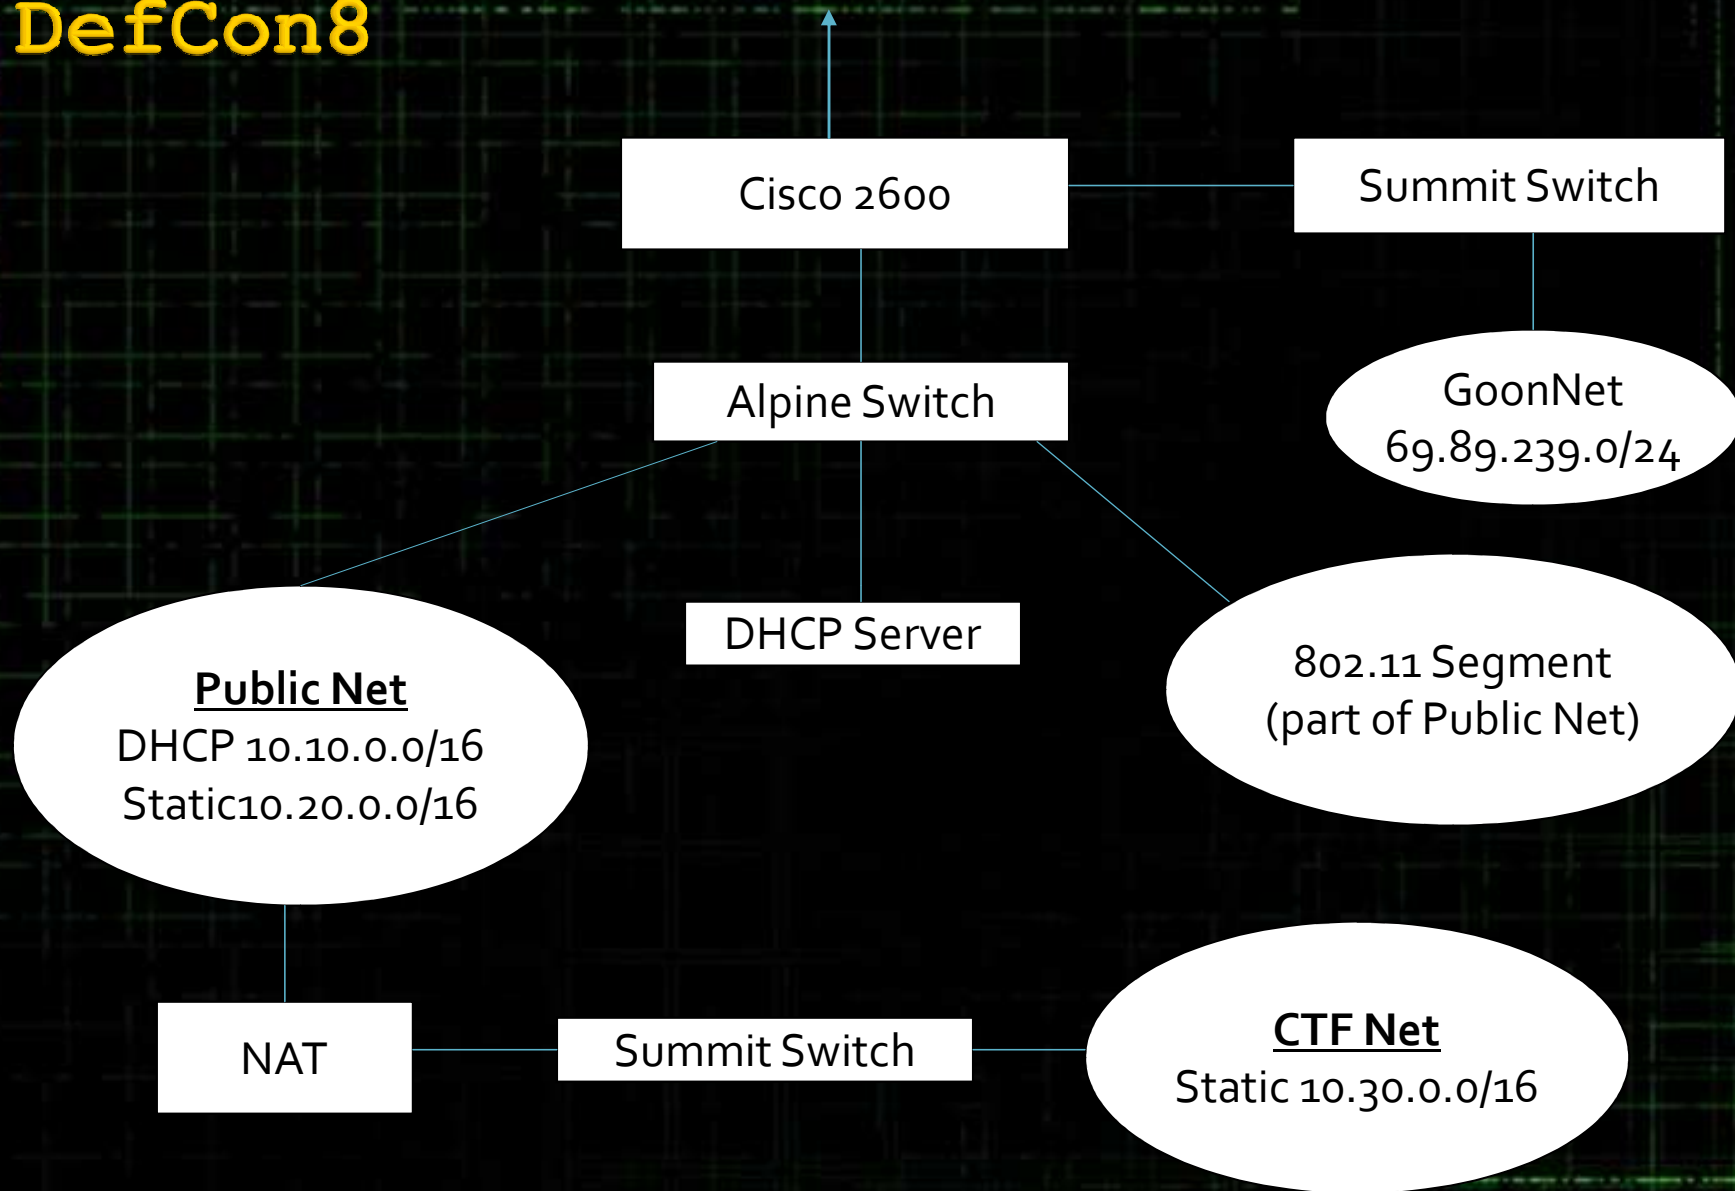 DefCon8
Cisco 2600
Summit Switch
Alpine Switch
GoonNet
69.89.239.0/24
DHCP Server
802.11 Segment
(part of Public Net)
Public Net
DHCP 10.10.0.0/16
Static10.20.0.0/16
NAT
Summit Switch
CTF Net
Static 10.30.0.0/16